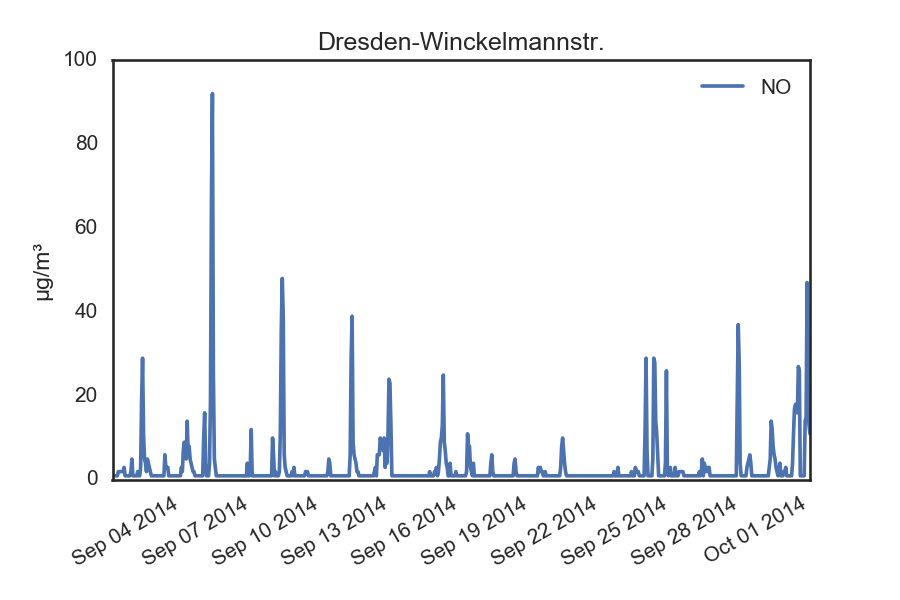 Dresden-Winckelmannstr.
100
80
60
40
20
0
µg/m³
NO
Sep 04 2014
Sep 07 2014
Sep 10 2014
Sep 13 2014
Sep 16 2014
Sep 19 2014
Sep 22 2014
Sep 25 2014
Sep 28 2014
Oct 01 2014